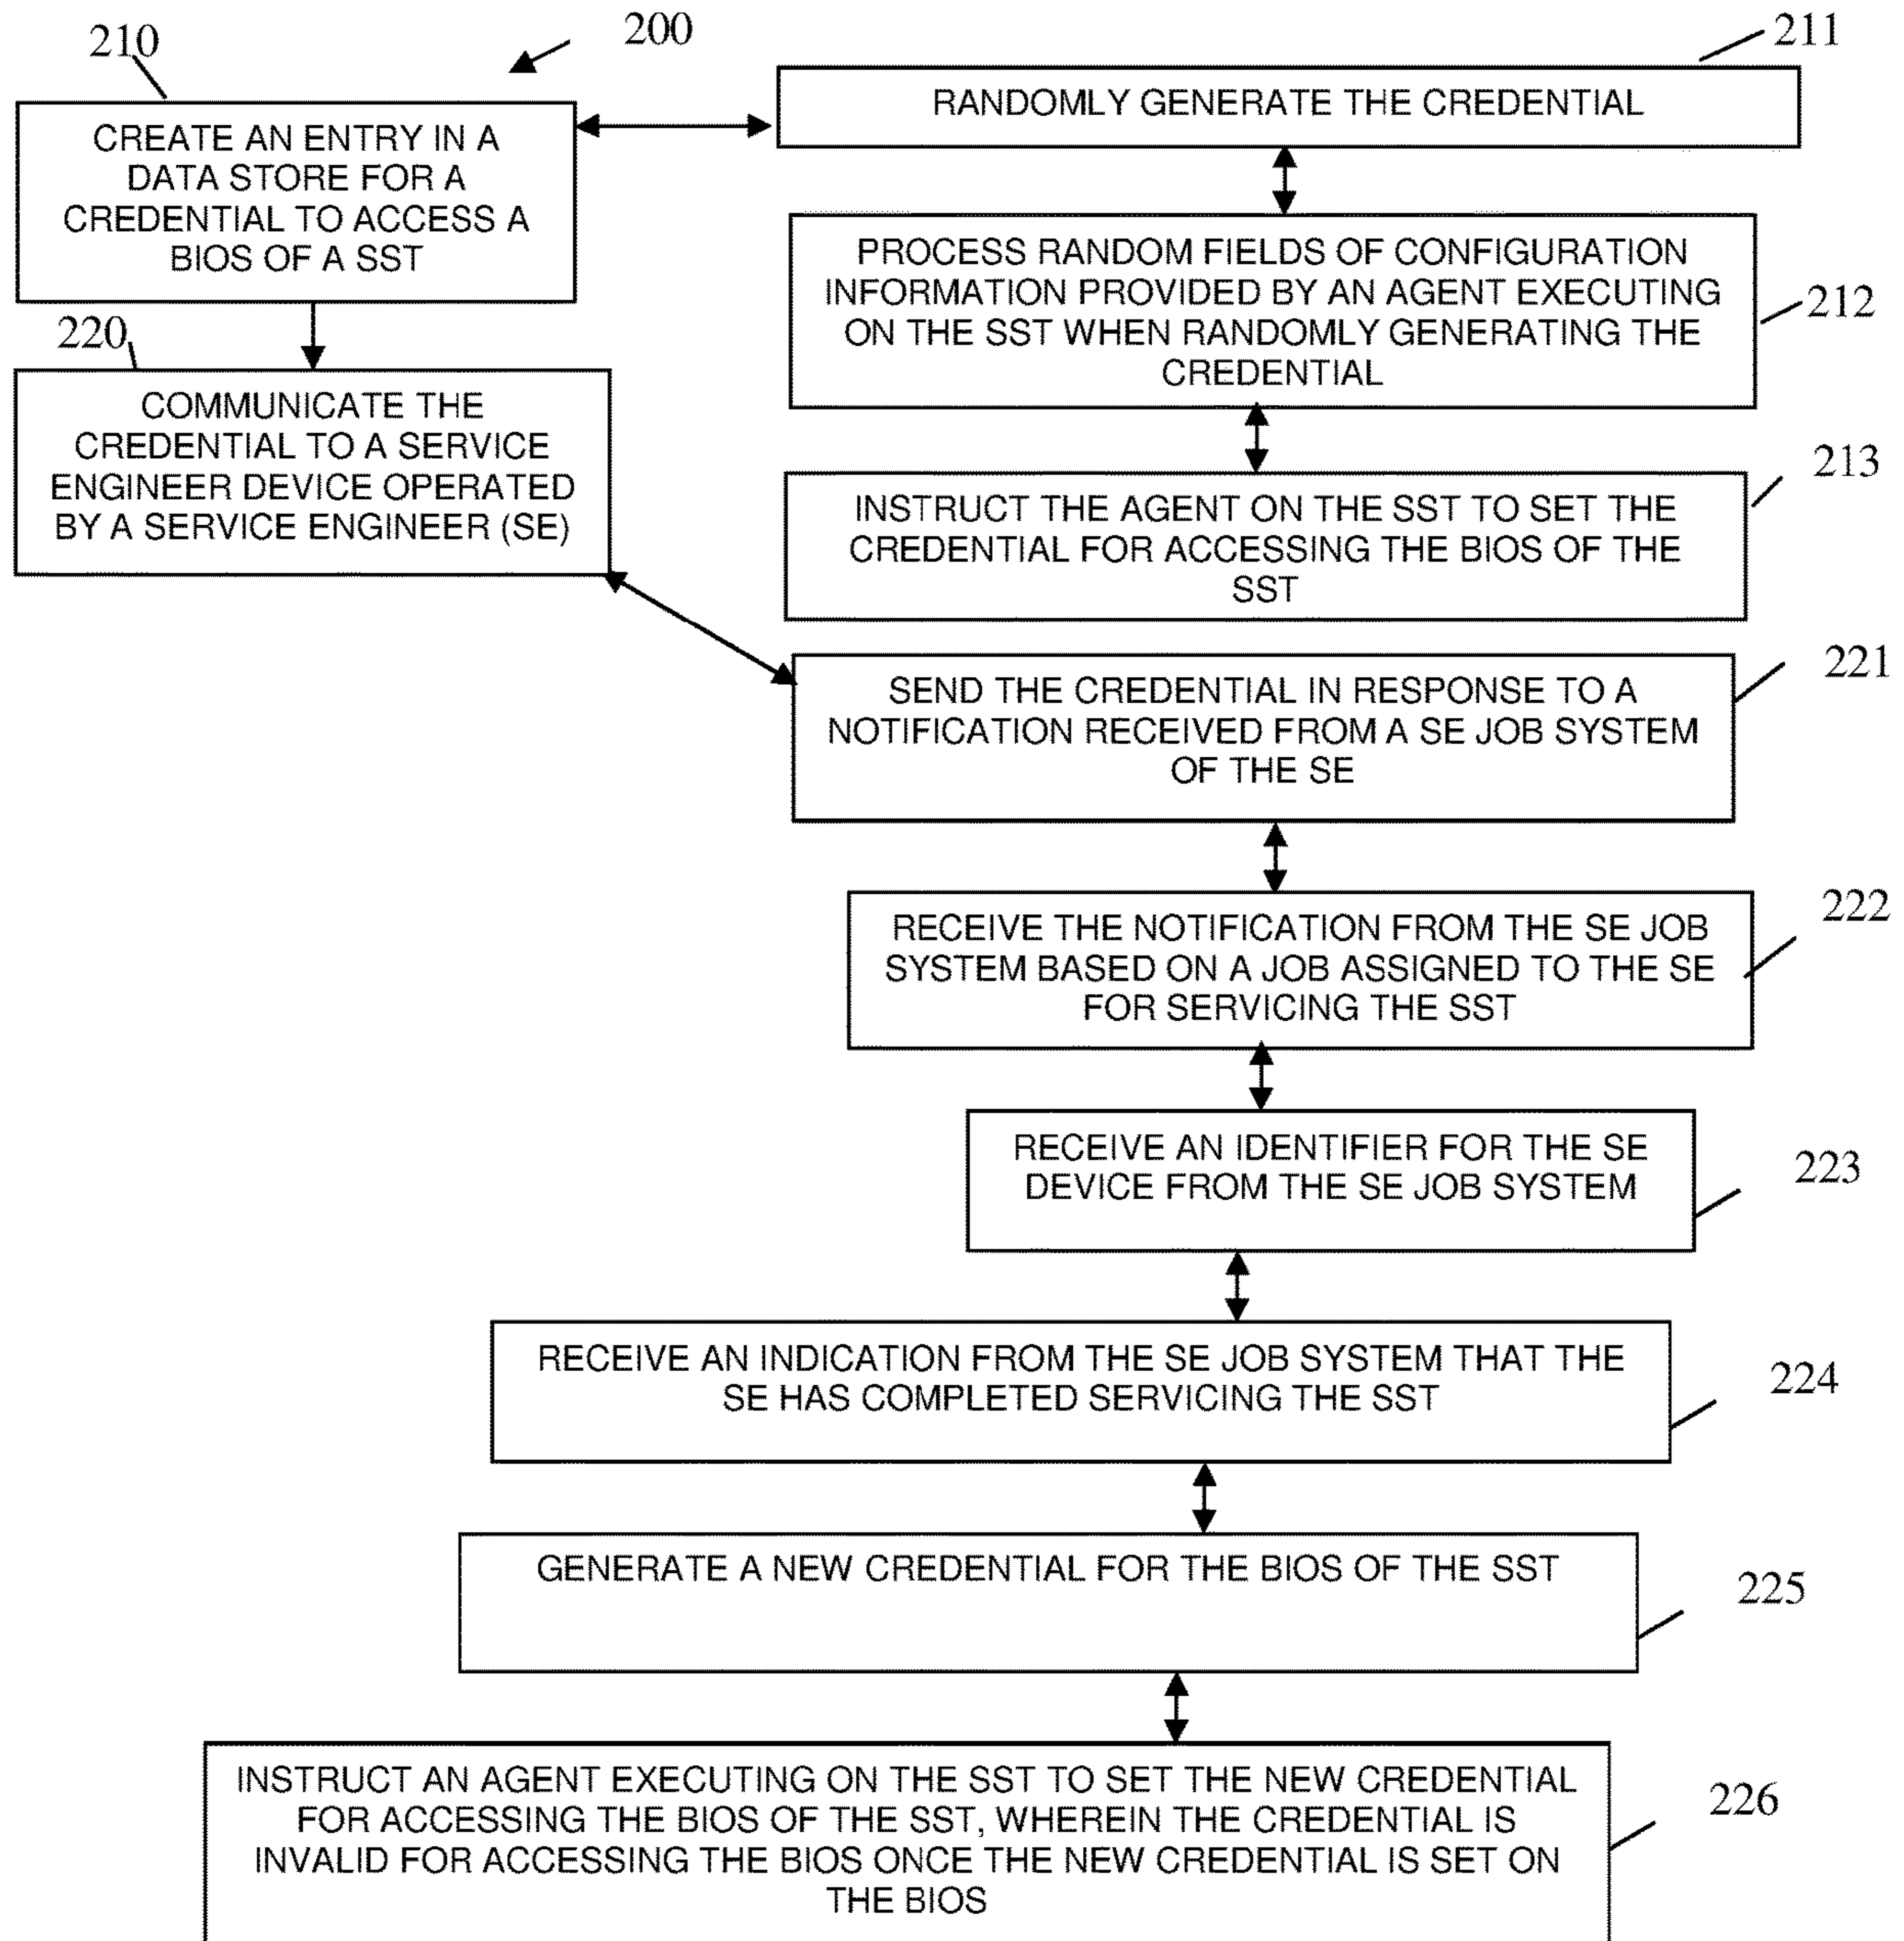 210
200
211
RANDOMLY GENERATE THE CREDENTIAL
CREATE AN ENTRY IN A
DATA STORE FOR A
CREDENTIAL TO ACCESS A
BIOS OF A SST
PROCESS RANDOM FIELDS OF CONFIGURATION
INFORMATION PROVIDED BY AN AGENT EXECUTING
ON THE SST WHEN RANDOMLY GENERATING THE
CREDENTIAL
212
220
COMMUNICATE THE
CREDENTIAL TO A SERVICE
ENGINEER DEVICE OPERATED
BY A SERVICE ENGINEER (SE)
213
INSTRUCT THE AGENT ON THE SST TO SET THE
CREDENTIAL FOR ACCESSING THE BIOS OF THE
SST
221
SEND THE CREDENTIAL IN RESPONSE TO A
NOTIFICATION RECEIVED FROM A SE JOB SYSTEM
OF THE SE
222
RECEIVE THE NOTIFICATION FROM THE SE JOB
SYSTEM BASED ON A JOB ASSIGNED TO THE SE
FOR SERVICING THE SST
223
RECEIVE AN IDENTIFIER FOR THE SE
DEVICE FROM THE SE JOB SYSTEM
224
RECEIVE AN INDICATION FROM THE SE JOB SYSTEM THAT THE
SE HAS COMPLETED SERVICING THE SST
225
GENERATE A NEW CREDENTIAL FOR THE BIOS OF THE SST
226
INSTRUCT AN AGENT EXECUTING ON THE SST TO SET THE NEW CREDENTIAL
FOR ACCESSING THE BIOS OF THE SST, WHEREIN THE CREDENTIAL IS
INVALID FOR ACCESSING THE BIOS ONCE THE NEW CREDENTIAL IS SET ON
THE BIOS